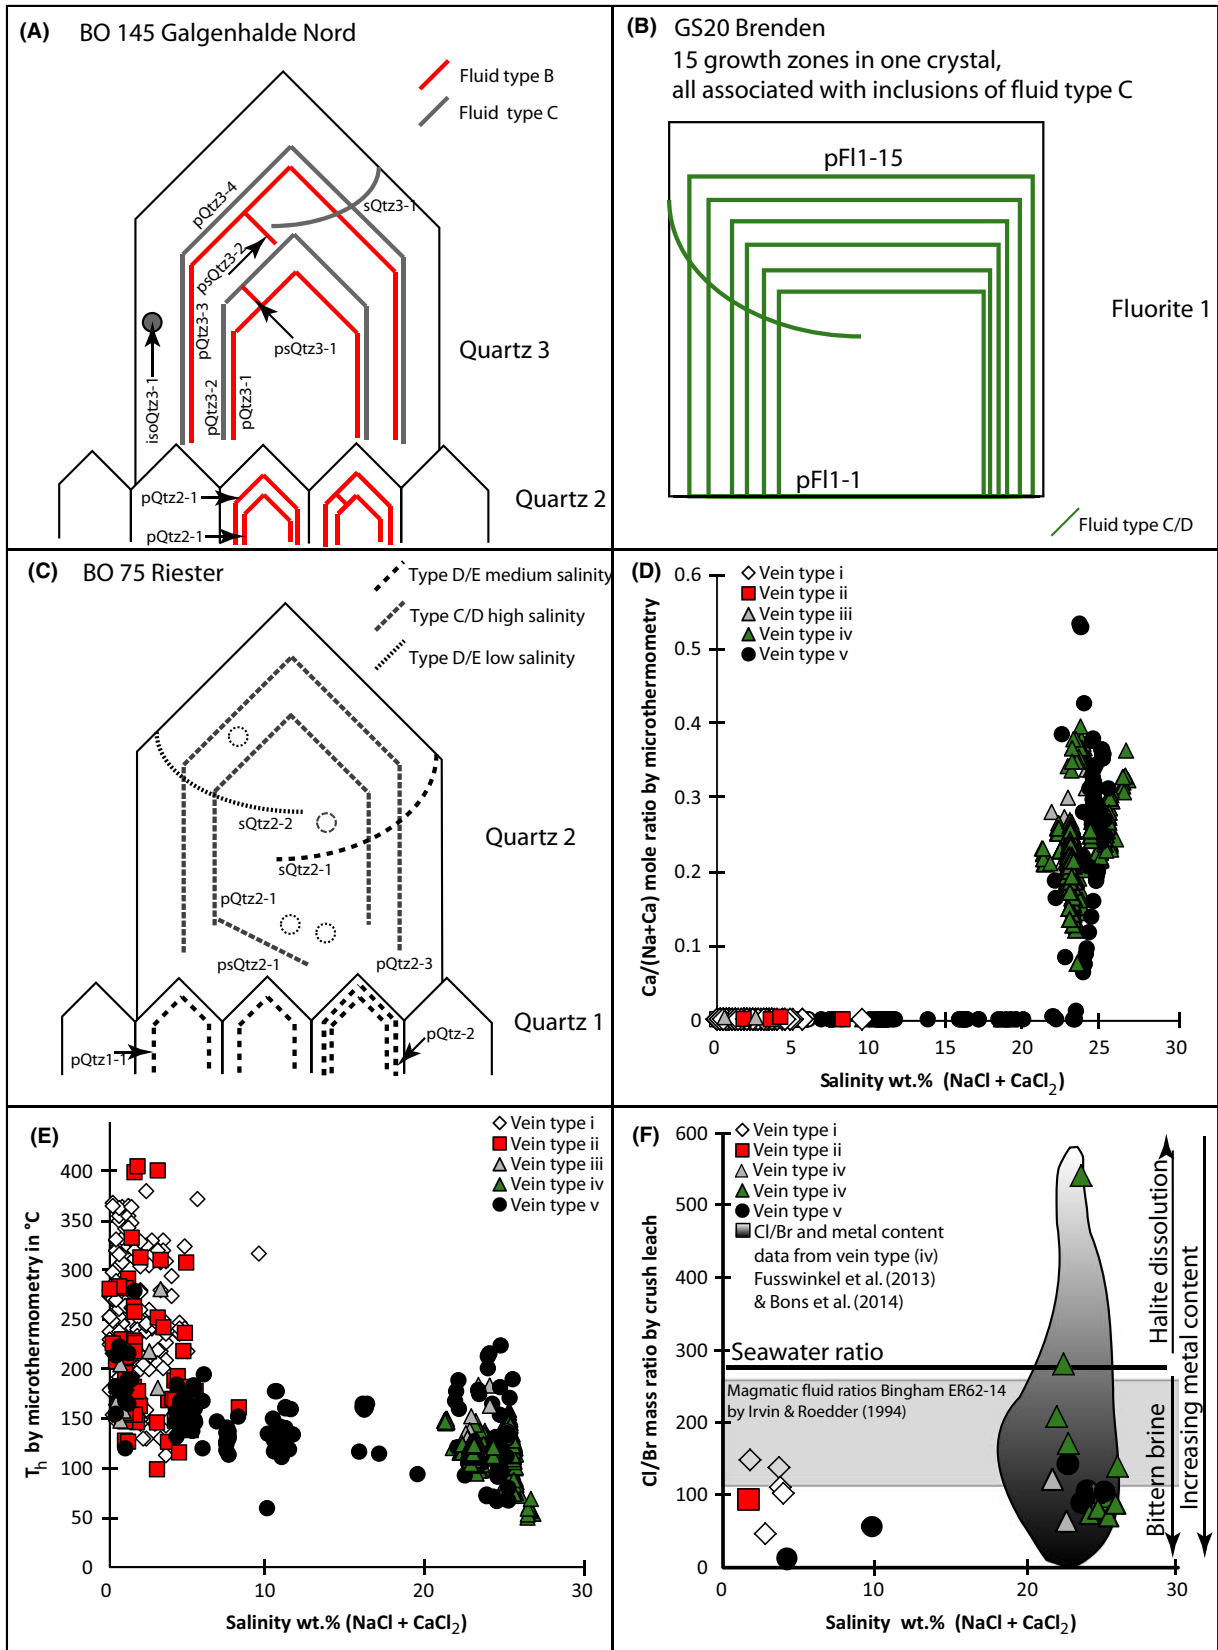 (A) BO 145 Galgenhalde Nord
Fluid type B
Fluid type C
pQtz3-4
sQtz3-1
psQtz3-2
pQtz3-3
psQtz3-1
isoQtz3-1
pQtz3-2
pQtz3-1
Quartz 3
pQtz2-1
pQtz2-1
Quartz 2
(B) GS20 Brenden
15 growth zones in one crystal,
all associated with inclusions of fluid type C
pFl1-15
Fluorite 1
pFl1-1
Fluid type C/D
(C) BO 75 Riester
Type D/E medium salinity
Type C/D high salinity
Type D/E low salinity
sQtz2-2
sQtz2-1
pQtz2-1
psQtz2-1
pQtz2-3
Quartz 2
Quartz 1
pQtz1-1
pQtz-2
(D)
Vein type i
Vein type ii
Vein type iii
Vein type iv
Vein type v
Ca/(Na+Ca) mole ratio by microthermometry
0.6
0.5
0.4
0.3
0.2
0.1
0
0 5 10 15 20 25 30
Salinity wt.% (NaCl + CaCl2)
(E)
Vein type i
Vein type ii
Vein type iii
Vein type iv
Vein type v
Th by microthermometry in °C
400
350
300
250
200
150
100
50
0
0 10 20 30
Salinity wt.% (NaCl + CaCl2)
(F)
Vein type i
Vein type ii
Vein type iv
Vein type iv
Vein type v
Cl/Br and metal content
data from vein type (iv)
Fusswinkel et al. (2013)
& Bons et al. (2014)
Seawater ratio
Magmatic fluid ratios Bingham ER62-14
by Irvin & Roedder (1994)
Halite dissolution
Bittern brine
Increasing metal content
Cl/Br mass ratio by crush leach
600
500
400
300
200
100
0
0 10 20 30
Salinity wt.% (NaCl + CaCl2)